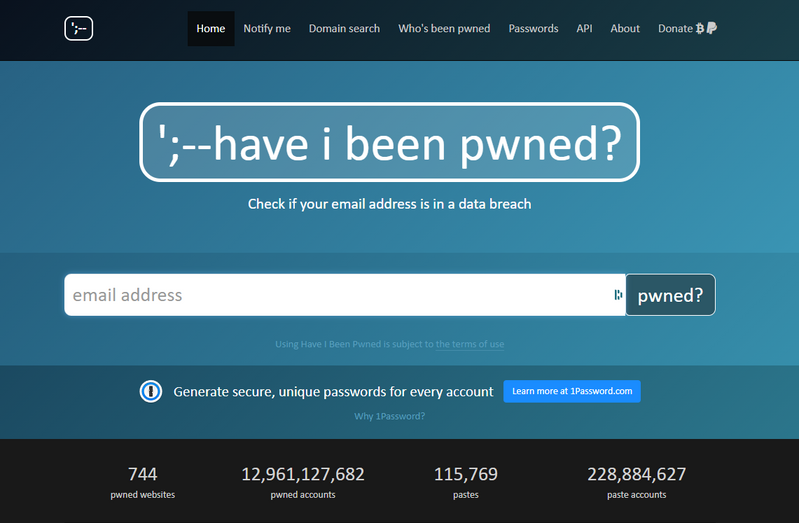 ';--
Home Notify me Domain search Who's been pwned Passwords API About Donate
';--have i been pwned?
Check if your email address is in a data breach
email address pwned?
Using Have I Been Pwned is subject to the terms of use
Generate secure, unique passwords for every account Learn more at 1Password.com
Why 1Password?
744 12,961,127,682 115,769 228,884,627
pwned websites pwned accounts pastes paste accounts